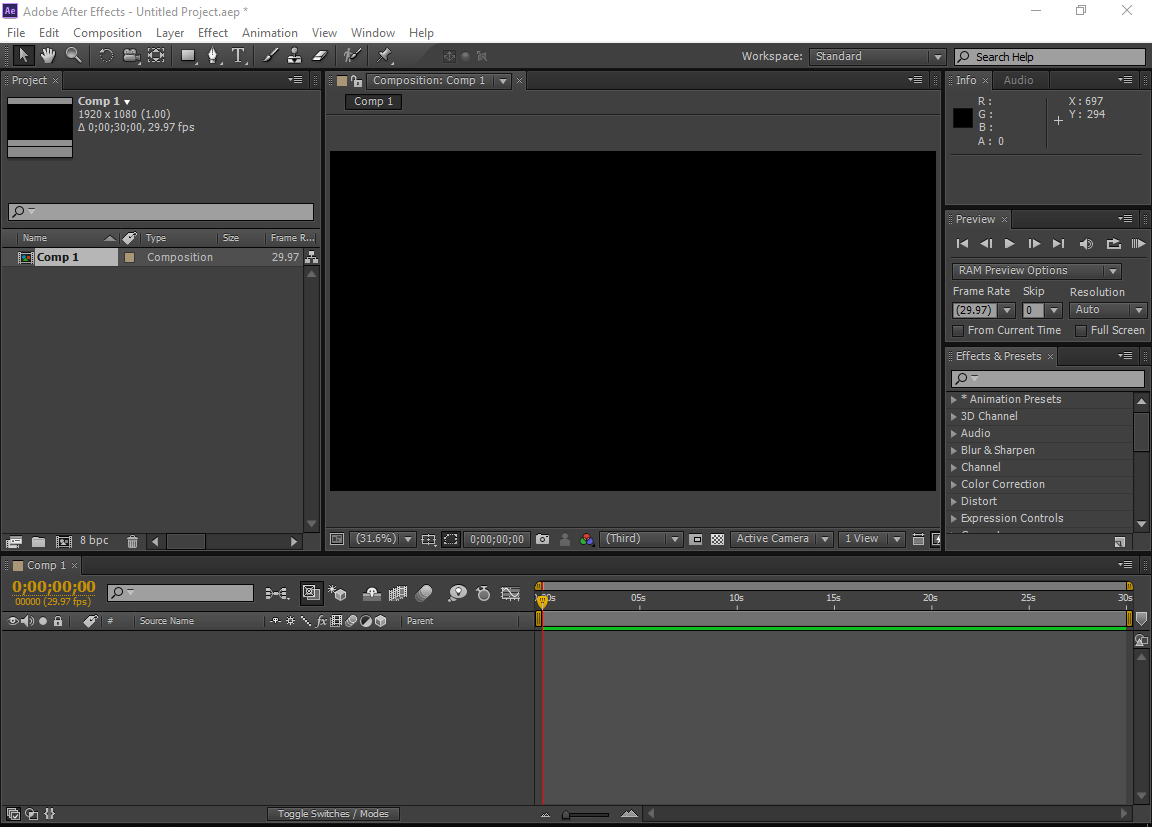 Ae Adobe After Effects - Untitled Project.aep *
File Edit Composition Layer Effect Animation View Window Help
T Workspace: Standard Search Help
Project × Composition: Comp 1 × Info × Audio
Comp 1
1920 x 1080 (1.00)
Δ 0;00;30;00, 29.97 fps
Comp 1
R :
G :
B :
A : 0
X : 697
Y : 294
Name Type Size Frame R...
Comp 1 Composition 29.97
Preview ×
RAM Preview Options
Frame Rate Skip Resolution
(29.97) 0 Auto
From Current Time Full Screen
Effects & Presets ×
* Animation Presets
3D Channel
Audio
Blur & Sharpen
Channel
Color Correction
Distort
Expression Controls
8 bpc
(31.6%) 0;00;00;00 (Third) Active Camera 1 View
Comp 1 ×
0;00;00;00
00000 (29.97 fps)
00s 05s 10s 15s 20s 25s 30s
# Source Name fx Parent
Toggle Switches / Modes